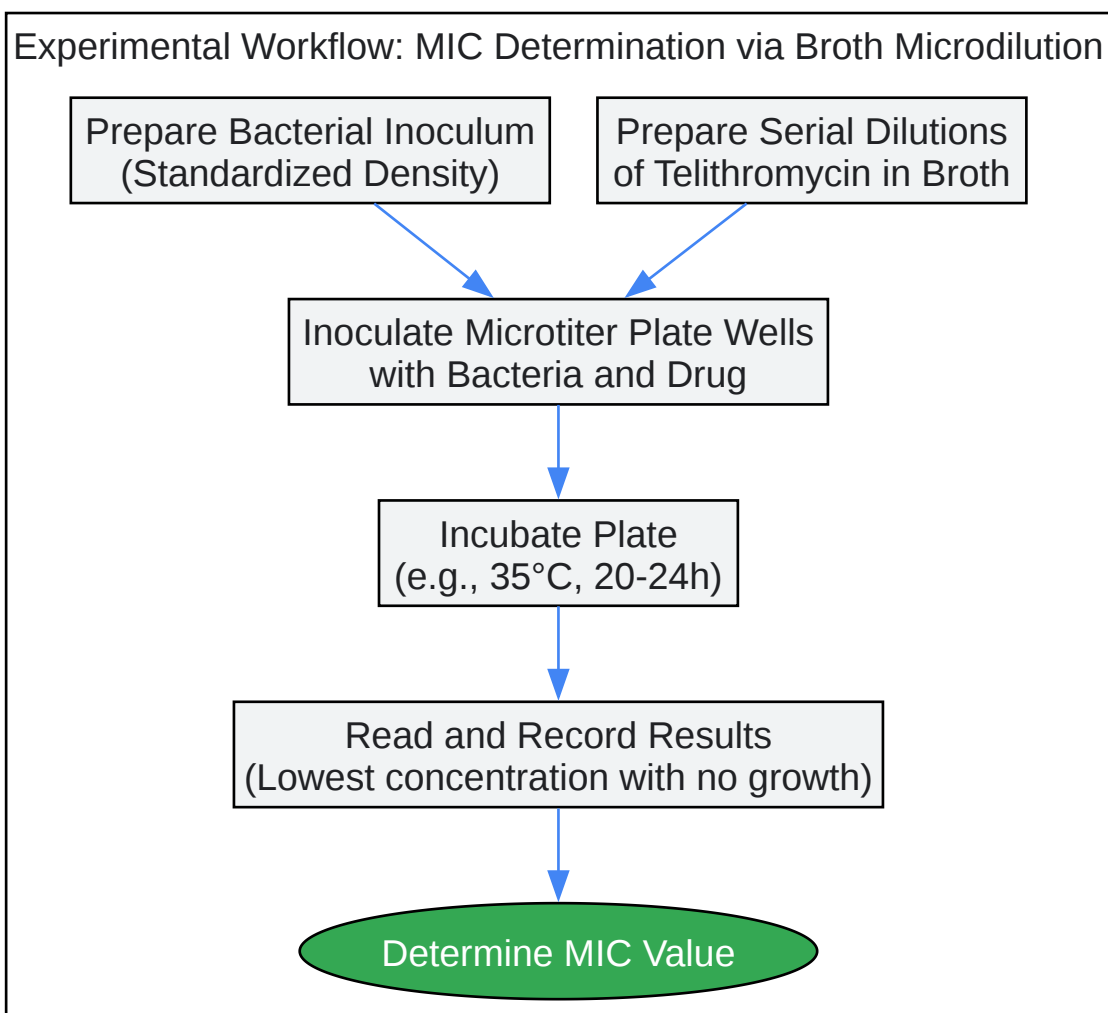 Experimental Workflow: MIC Determination via Broth Microdilution
Prepare Bacterial Inoculum
(Standardized Density)
Prepare Serial Dilutions
of Telithromycin in Broth
Inoculate Microtiter Plate Wells
with Bacteria and Drug
Incubate Plate
(e.g., 35°C, 20-24h)
Read and Record Results
(Lowest concentration with no growth)
Determine MIC Value